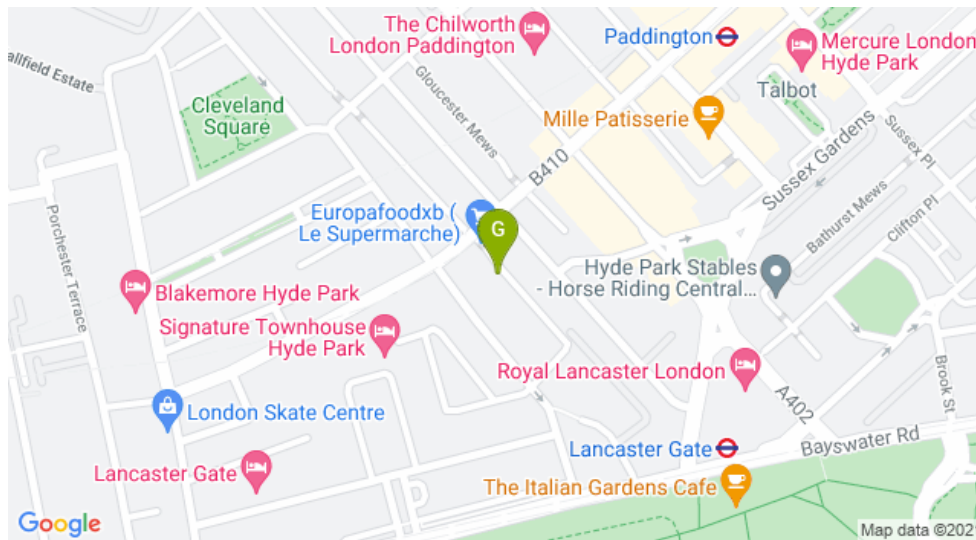 The Chilworth
London Paddington
Paddington
Mercure London
Hyde Park
allfield Estate
Cleveland
Square
Gloucester Mews
Mille Patisserie
Talbot
B410
Sussex Gardens
Sussex Pl
Bathurst Mews
Clifton Pl
Porchester Terrace
Europafoodxb (
Le Supermarche)
G
Hyde Park Stables
- Horse Riding Central...
Blakemore Hyde Park
Signature Townhouse
Hyde Park
Royal Lancaster London
A402
Brook St
London Skate Centre
Lancaster Gate
Bayswater Rd
Lancaster Gate
The Italian Gardens Cafe
Google
Map data ©202